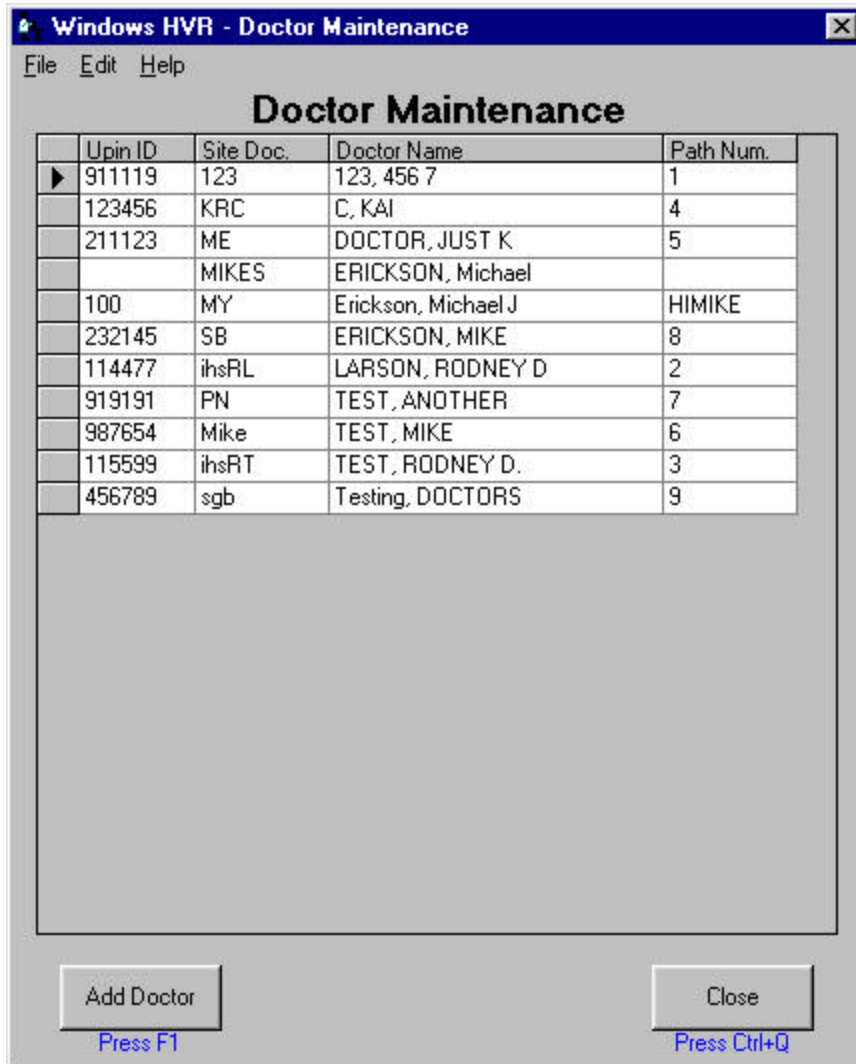 Windows HVR - Doctor Maintenance
File Edit Help
Doctor Maintenance
Upin ID Site Doc. Doctor Name Path Num.
911119 123 123, 456 7 1
123456 KRC C, KAI 4
211123 ME DOCTOR, JUST K 5
MIKES ERICKSON, Michael
100 MY Erickson, Michael J HIMIKE
232145 SB ERICKSON, MIKE 8
114477 ihsRL LARSON, RODNEY D 2
919191 PN TEST, ANOTHER 7
987654 Mike TEST, MIKE 6
115599 ihsRT TEST, RODNEY D. 3
456789 sgb Testing, DOCTORS 9
Add Doctor Close
Press F1 Press Ctrl+Q